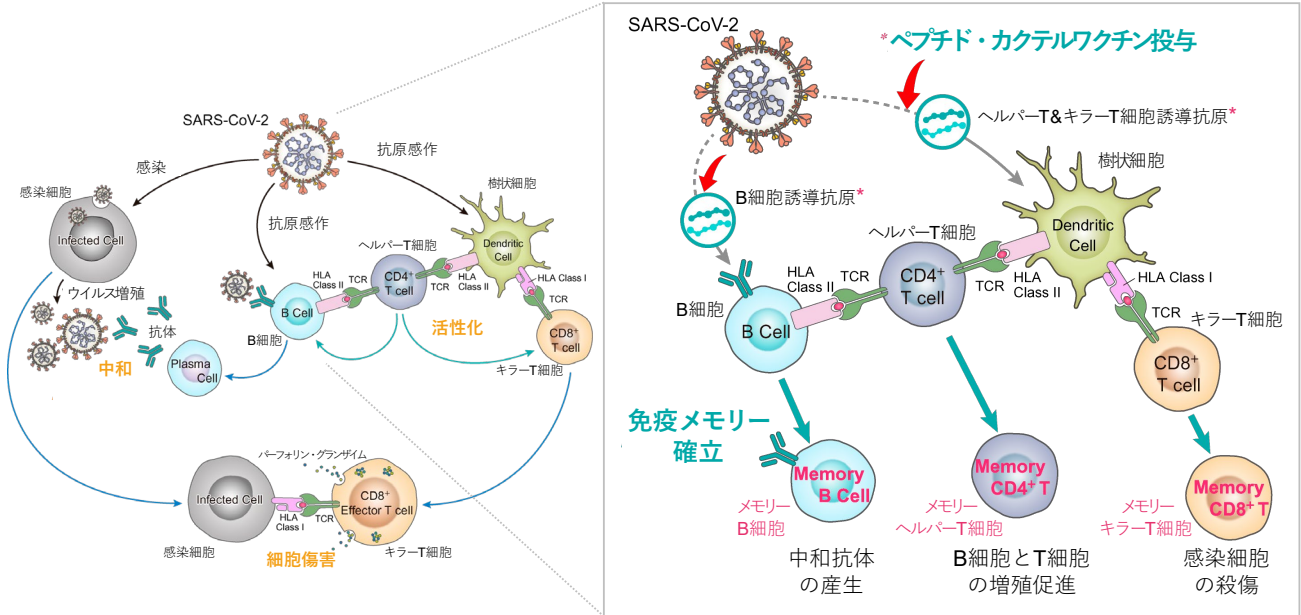 SARS-CoV-2
感染
抗原感作
抗原感作
感染細胞
Infected Cell
ウイルス増殖
抗体
中和
Plasma
Cell
B細胞
B Cell
HLA
Class II
TCR
ヘルパーT細胞
CD4+
T cell
TCR
HLA
Class II
樹状細胞
Dendritic
Cell
HLA
Class I
TCR
CD8+
T cell
キラーT細胞
活性化
パーフォリン・グランザイム
Infected Cell
HLA
Class I
TCR
CD8+
Effector T cell
感染細胞
細胞傷害
キラーT細胞
SARS-CoV-2
*ペプチド・カクテルワクチン投与
ヘルパーT&キラーT細胞誘導抗原*
B細胞誘導抗原*
樹状細胞
Dendritic
Cell
ヘルパーT細胞
CD4+
T cell
TCR
HLA
Class II
HLA
Class II
TCR
B細胞
B Cell
HLA
Class I
TCR
キラーT細胞
CD8+
T cell
免疫メモリー
確立
Memory
B Cell
メモリー
B細胞
中和抗体
の産生
Memory
CD4+ T
メモリー
ヘルパーT細胞
B細胞とT細胞
の増殖促進
Memory
CD8+ T
メモリー
キラーT細胞
感染細胞
の殺傷